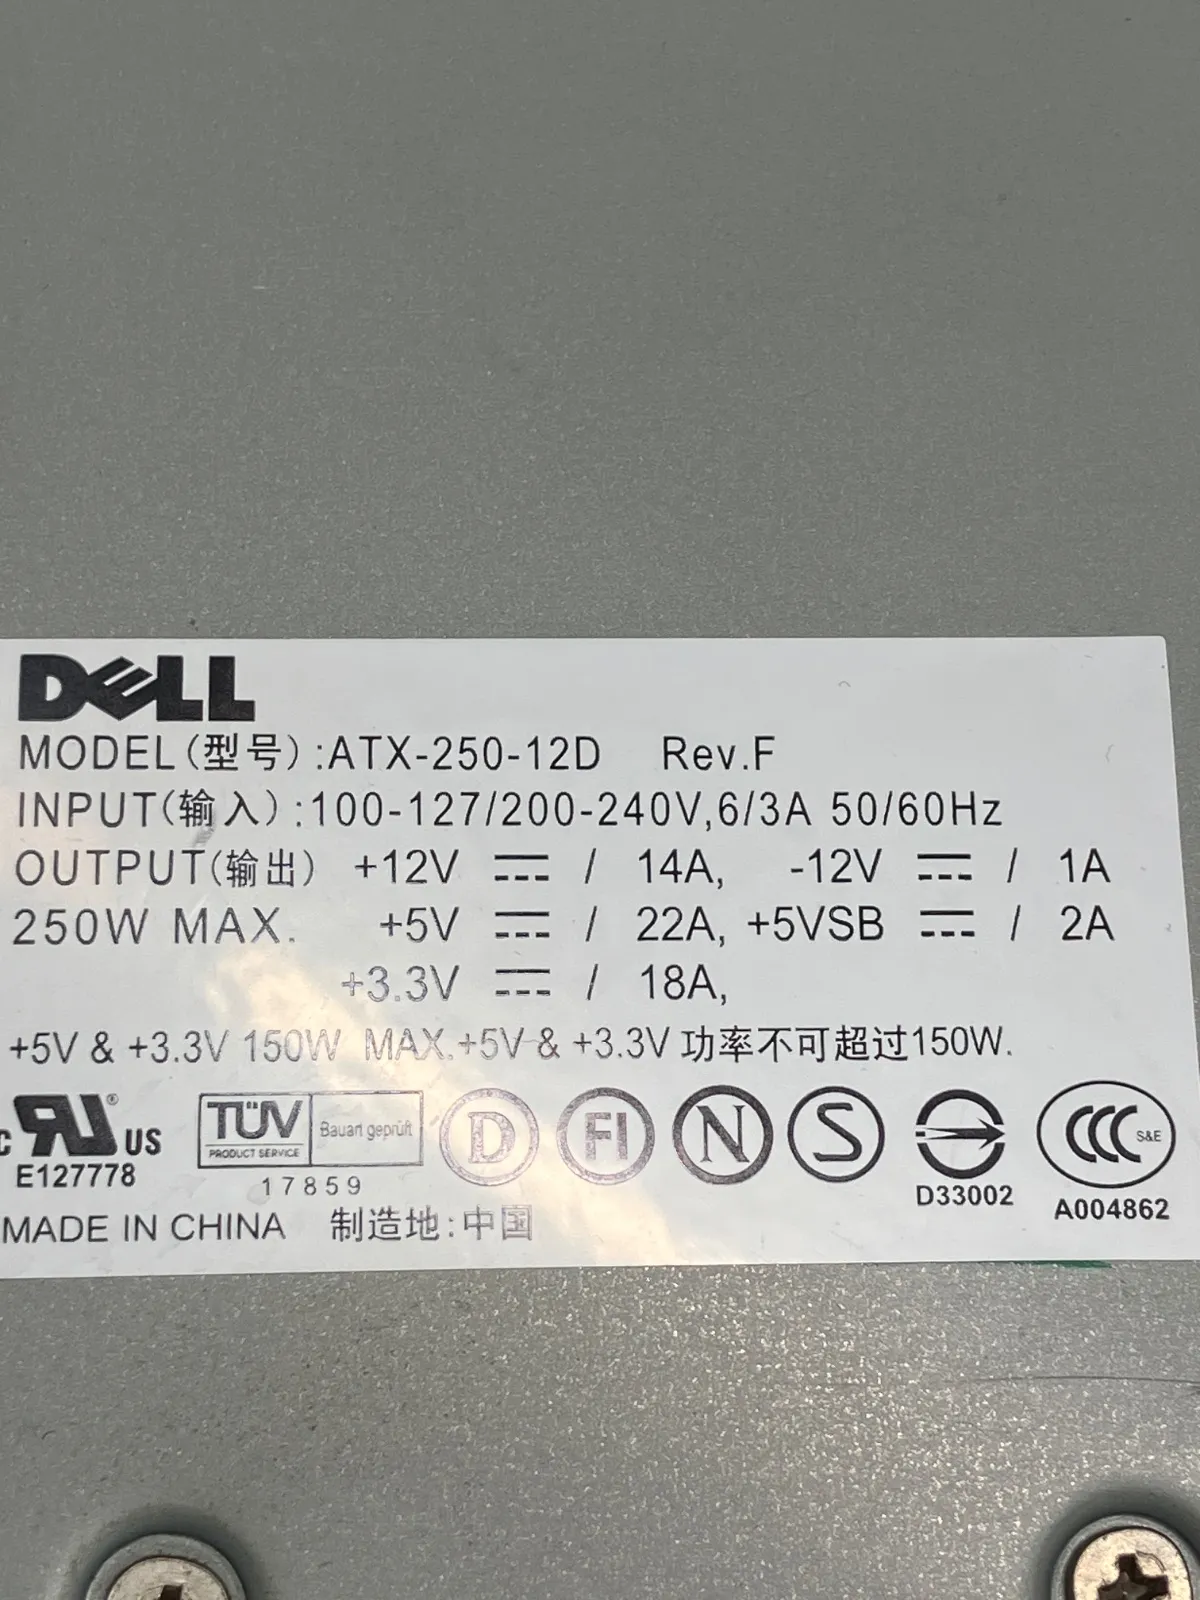 DELL
MODEL(型号):ATX-250-12D Rev.F
INPUT(输入):100-127/200-240V,6/3A 50/60Hz
OUTPUT(输出) +12V ⎓ / 14A, -12V ⎓ / 1A
250W MAX. +5V ⎓ / 22A, +5VSB ⎓ / 2A
+3.3V ⎓ / 18A,
+5V & +3.3V 150W MAX.+5V & +3.3V 功率不可超过150W.
c RU ® US
E127778
TÜV
PRODUCT SERVICE
Bauart geprüft
17859
D
FI
N
S
D33002
CCC S&E
A004862
MADE IN CHINA 制造地:中国